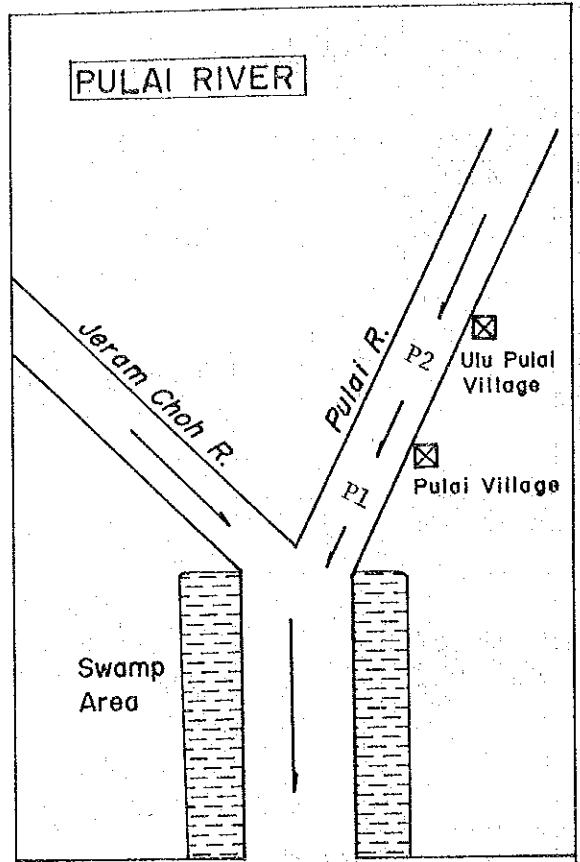 PULAI RIVER
Jeram Choh R.
Pulai R.
P2
Ulu Pulai
Village
Pulai Village
P1
Swamp
Area